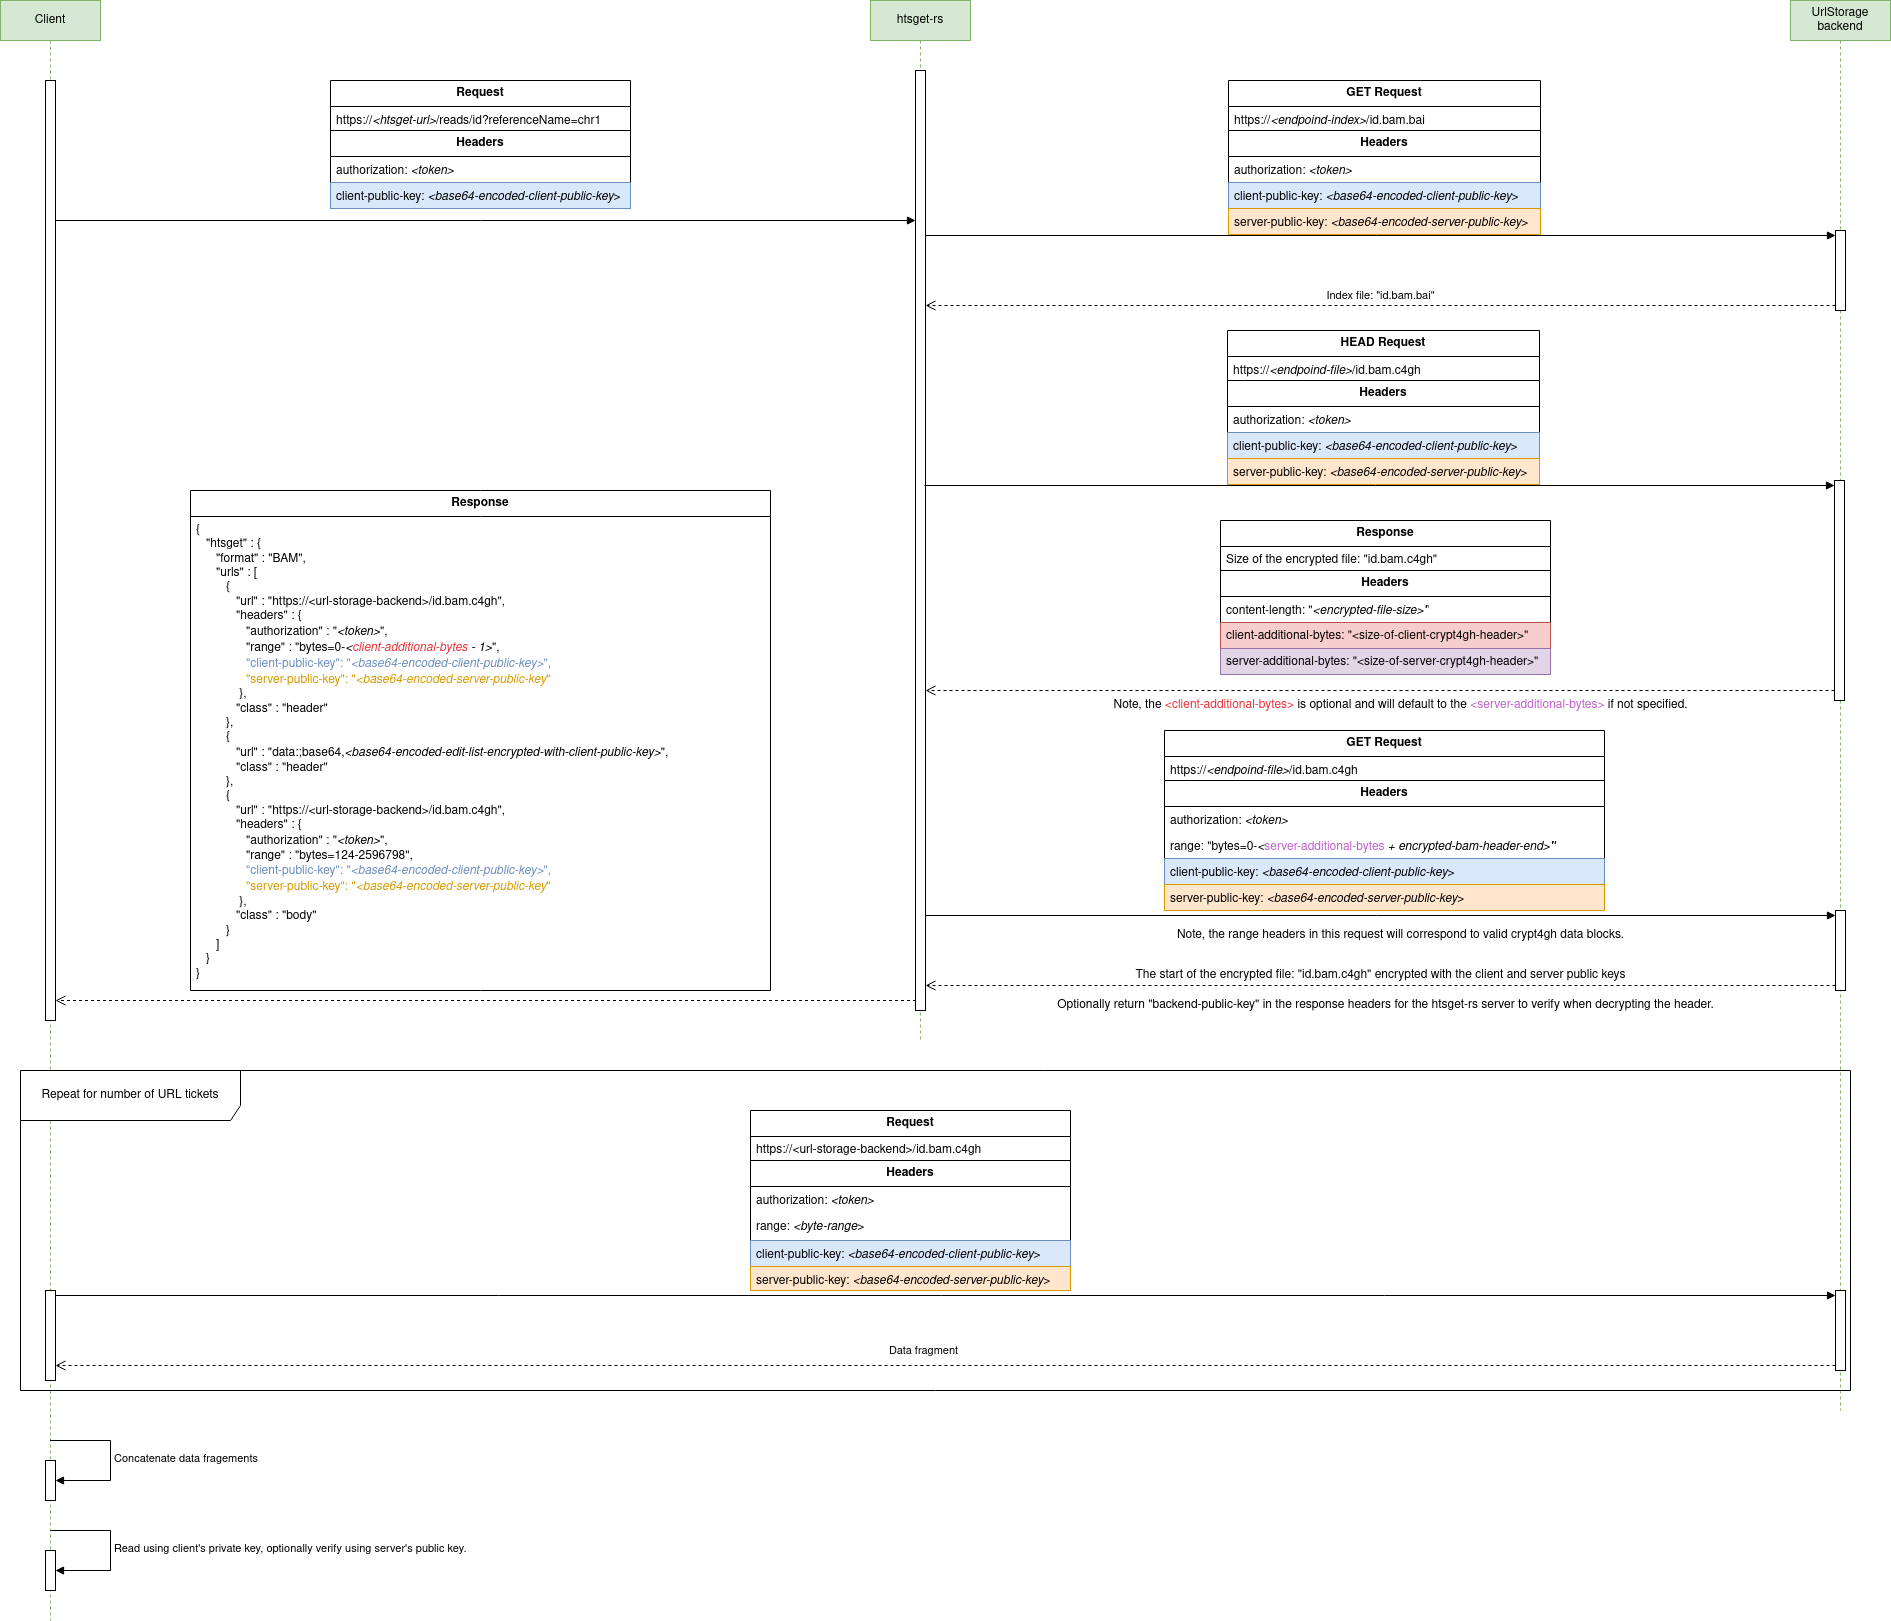 Client
htsget-rs
UrlStorage
backend
Request
https://<htsget-url>/reads/id?referenceName=chr1
Headers
authorization: <token>
client-public-key: <base64-encoded-client-public-key>
GET Request
https://<endpoind-index>/id.bam.bai
Headers
authorization: <token>
client-public-key: <base64-encoded-client-public-key>
server-public-key: <base64-encoded-server-public-key>
Index file: "id.bam.bai"
HEAD Request
https://<endpoind-file>/id.bam.c4gh
Headers
authorization: <token>
client-public-key: <base64-encoded-client-public-key>
server-public-key: <base64-encoded-server-public-key>
Response
Size of the encrypted file: "id.bam.c4gh"
Headers
content-length: "<encrypted-file-size>"
client-additional-bytes: "<size-of-client-crypt4gh-header>"
server-additional-bytes: "<size-of-server-crypt4gh-header>"
Note, the <client-additional-bytes> is optional and will default to the <server-additional-bytes> if not specified.
GET Request
https://<endpoind-file>/id.bam.c4gh
Headers
authorization: <token>
range: "bytes=0-<server-additional-bytes + encrypted-bam-header-end>"
client-public-key: <base64-encoded-client-public-key>
server-public-key: <base64-encoded-server-public-key>
Note, the range headers in this request will correspond to valid crypt4gh data blocks.
The start of the encrypted file: "id.bam.c4gh" encrypted with the client and server public keys
Optionally return "backend-public-key" in the response headers for the htsget-rs server to verify when decrypting the header.
Response
{
"htsget" : {
"format" : "BAM",
"urls" : [
{
"url" : "https://<url-storage-backend>/id.bam.c4gh",
"headers" : {
"authorization" : "<token>",
"range" : "bytes=0-<client-additional-bytes - 1>",
"client-public-key": "<base64-encoded-client-public-key>",
"server-public-key": "<base64-encoded-server-public-key"
},
"class" : "header"
},
{
"url" : "data:;base64,<base64-encoded-edit-list-encrypted-with-client-public-key>",
"class" : "header"
},
{
"url" : "https://<url-storage-backend>/id.bam.c4gh",
"headers" : {
"authorization" : "<token>",
"range" : "bytes=124-2596798",
"client-public-key": "<base64-encoded-client-public-key>",
"server-public-key": "<base64-encoded-server-public-key"
},
"class" : "body"
}
]
}
}
Repeat for number of URL tickets
Request
https://<url-storage-backend>/id.bam.c4gh
Headers
authorization: <token>
range: <byte-range>
client-public-key: <base64-encoded-client-public-key>
server-public-key: <base64-encoded-server-public-key>
Data fragment
Concatenate data fragements
Read using client's private key, optionally verify using server's public key.